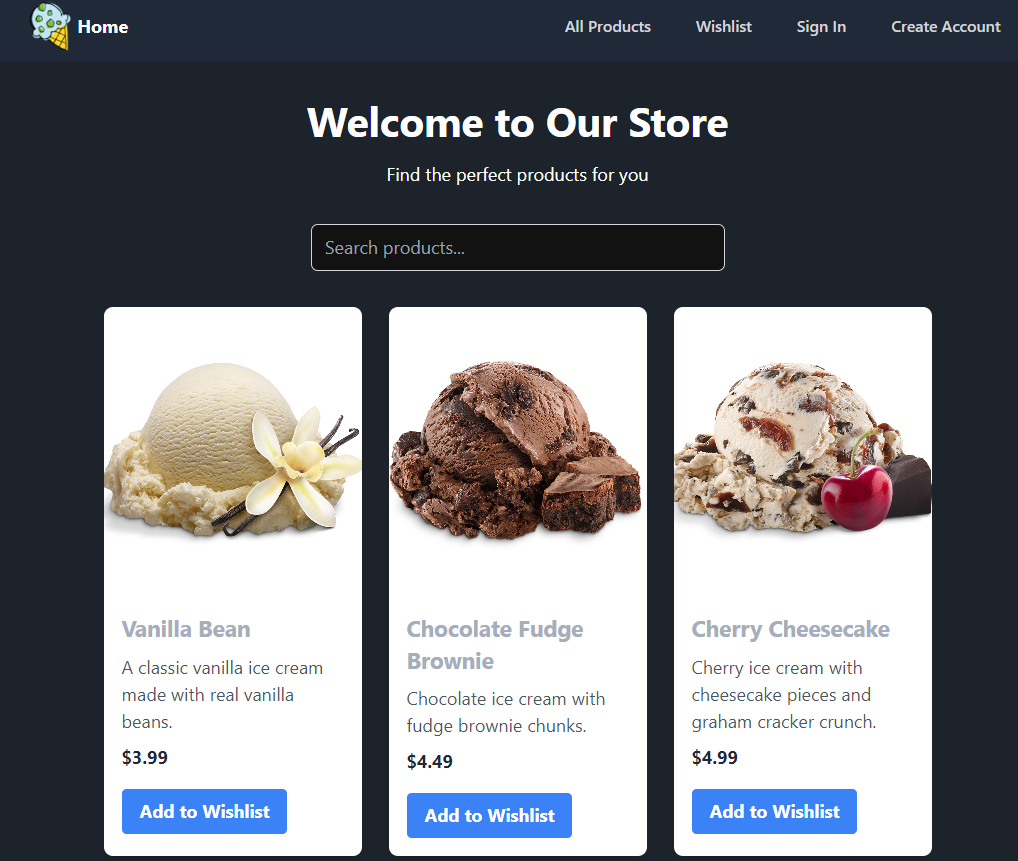 Home
All Products
Wishlist
Sign In
Create Account
Welcome to Our Store
Find the perfect products for you
Search products...
Vanilla Bean
A classic vanilla ice cream
made with real vanilla
beans.
$3.99
Add to Wishlist
Chocolate Fudge
Brownie
Chocolate ice cream with
fudge brownie chunks.
$4.49
Add to Wishlist
Cherry Cheesecake
Cherry ice cream with
cheesecake pieces and
graham cracker crunch.
$4.99
Add to Wishlist